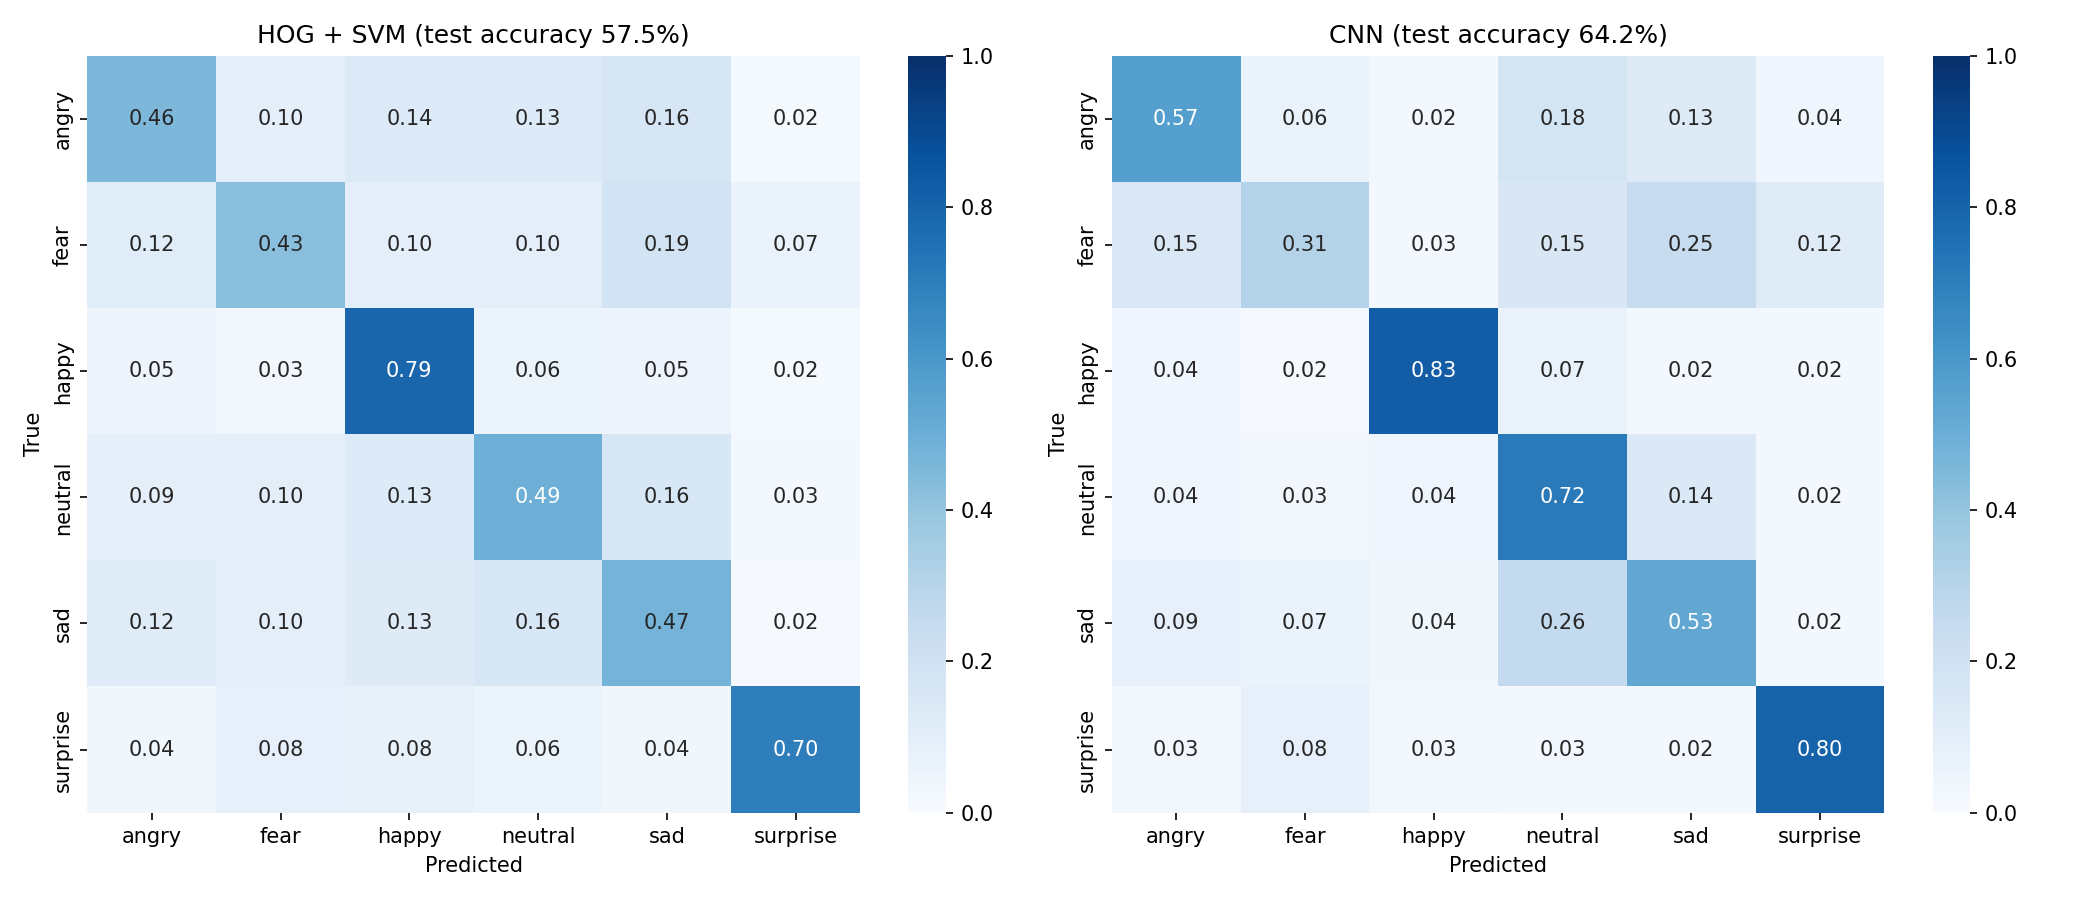 HOG + SVM (test accuracy 57.5%)
True
angry 0.46 0.10 0.14 0.13 0.16 0.02
fear 0.12 0.43 0.10 0.10 0.19 0.07
happy 0.05 0.03 0.79 0.06 0.05 0.02
neutral 0.09 0.10 0.13 0.49 0.16 0.03
sad 0.12 0.10 0.13 0.16 0.47 0.02
surprise 0.04 0.08 0.08 0.06 0.04 0.70
angry fear happy neutral sad surprise
Predicted
1.0
0.8
0.6
0.4
0.2
0.0
CNN (test accuracy 64.2%)
True
angry 0.57 0.06 0.02 0.18 0.13 0.04
fear 0.15 0.31 0.03 0.15 0.25 0.12
happy 0.04 0.02 0.83 0.07 0.02 0.02
neutral 0.04 0.03 0.04 0.72 0.14 0.02
sad 0.09 0.07 0.04 0.26 0.53 0.02
surprise 0.03 0.08 0.03 0.03 0.02 0.80
angry fear happy neutral sad surprise
Predicted
1.0
0.8
0.6
0.4
0.2
0.0